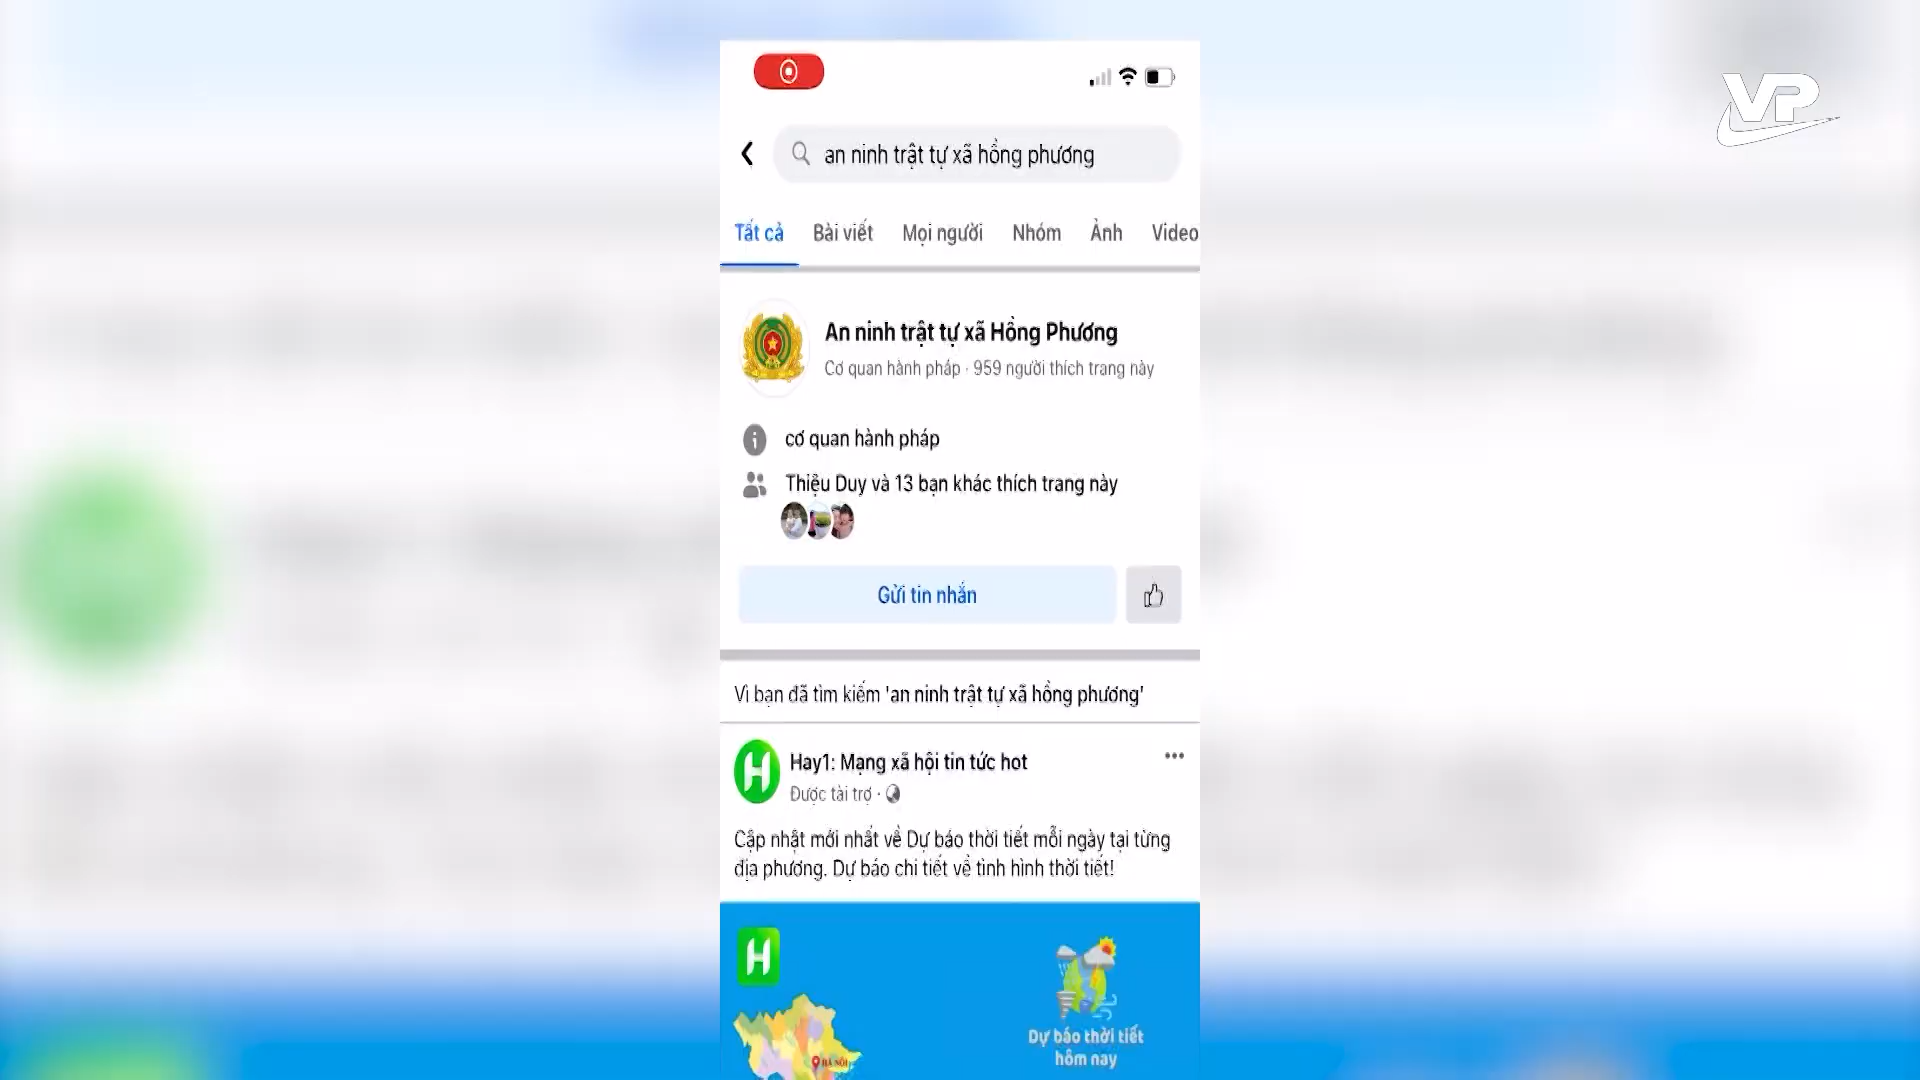 VP
an ninh trật tự xã hồng phương
Tất cả Bài viết Mọi người Nhóm Ảnh Video
An ninh trật tự xã Hồng Phương
Cơ quan hành pháp · 959 người thích trang này
cơ quan hành pháp
Thiệu Duy và 13 bạn khác thích trang này
Gửi tin nhắn
Vì bạn đã tìm kiếm 'an ninh trật tự xã hồng phương'
H Hay1: Mạng xã hội tin tức hot
Được tài trợ ·
Cập nhật mới nhất về Dự báo thời tiết mỗi ngày tại từng
địa phương. Dự báo chi tiết về tình hình thời tiết!
H
Dự báo thời tiết
hôm nay
HÀ NỘI